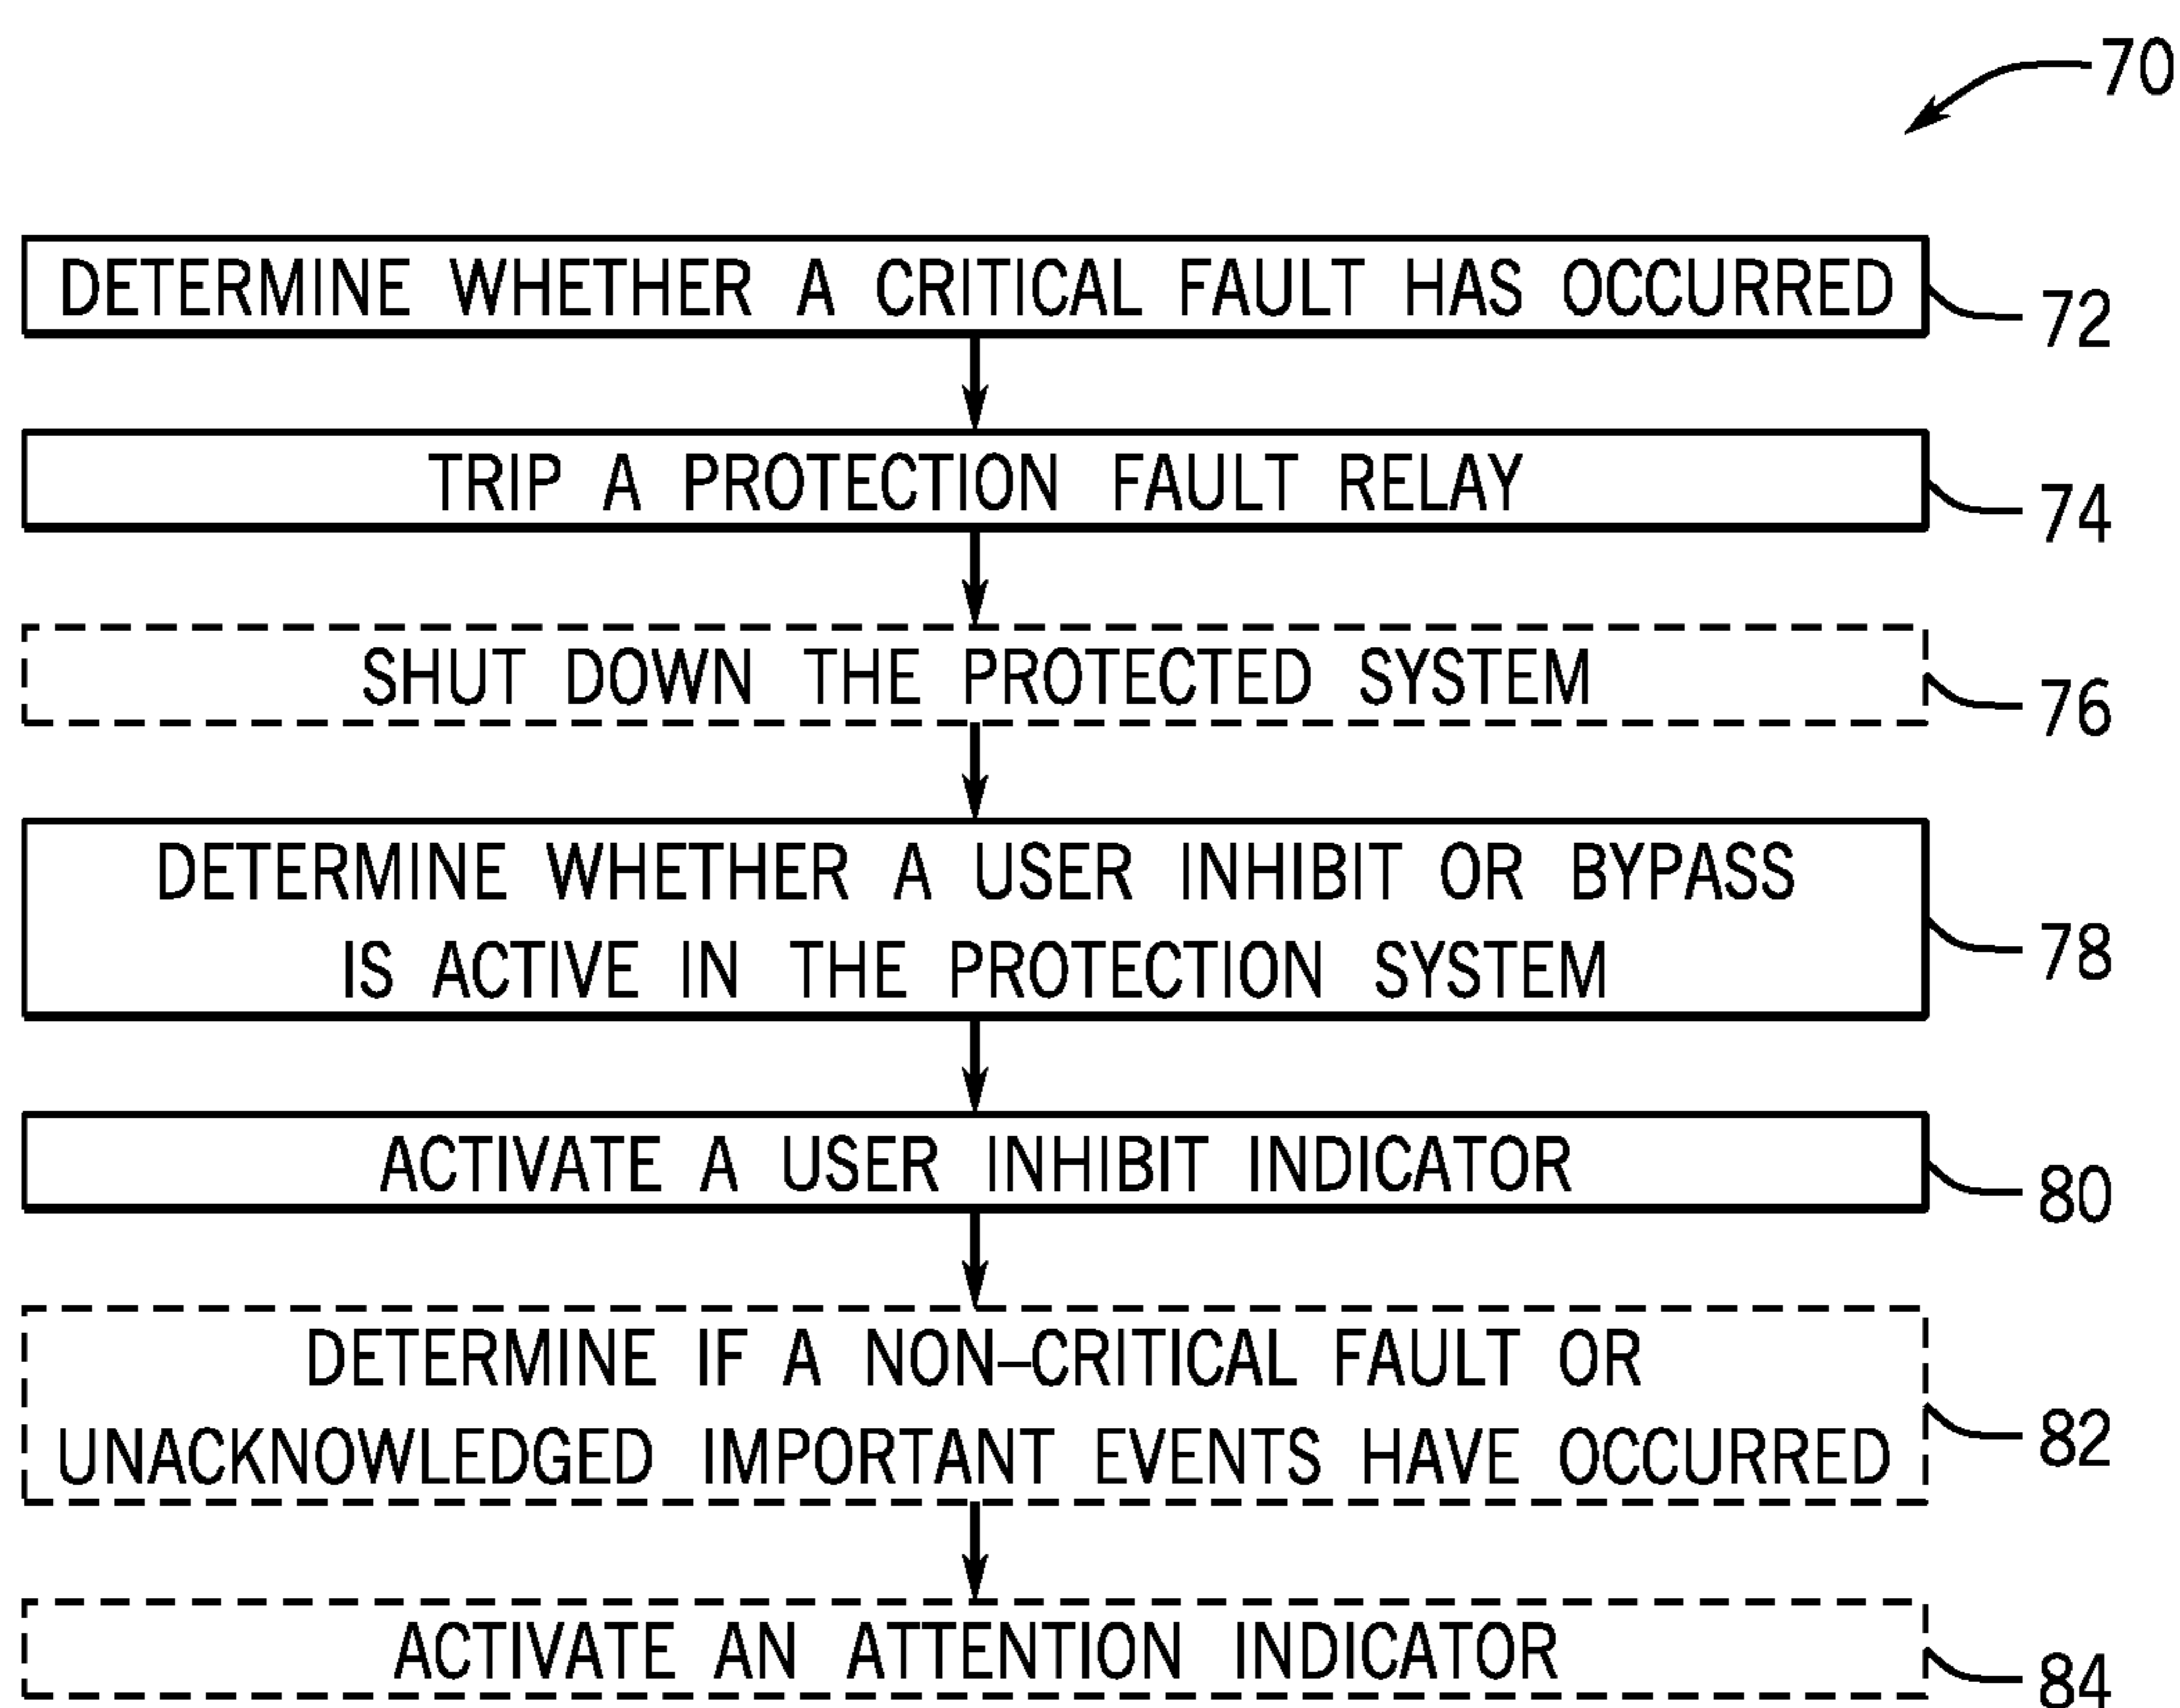 70
DETERMINE WHETHER A CRITICAL FAULT HAS OCCURRED
72
TRIP A PROTECTION FAULT RELAY
74
SHUT DOWN THE PROTECTED SYSTEM
76
DETERMINE WHETHER A USER INHIBIT OR BYPASS
IS ACTIVE IN THE PROTECTION SYSTEM
78
ACTIVATE A USER INHIBIT INDICATOR
80
DETERMINE IF A NON–CRITICAL FAULT OR
UNACKNOWLEDGED IMPORTANT EVENTS HAVE OCCURRED
82
ACTIVATE AN ATTENTION INDICATOR
84